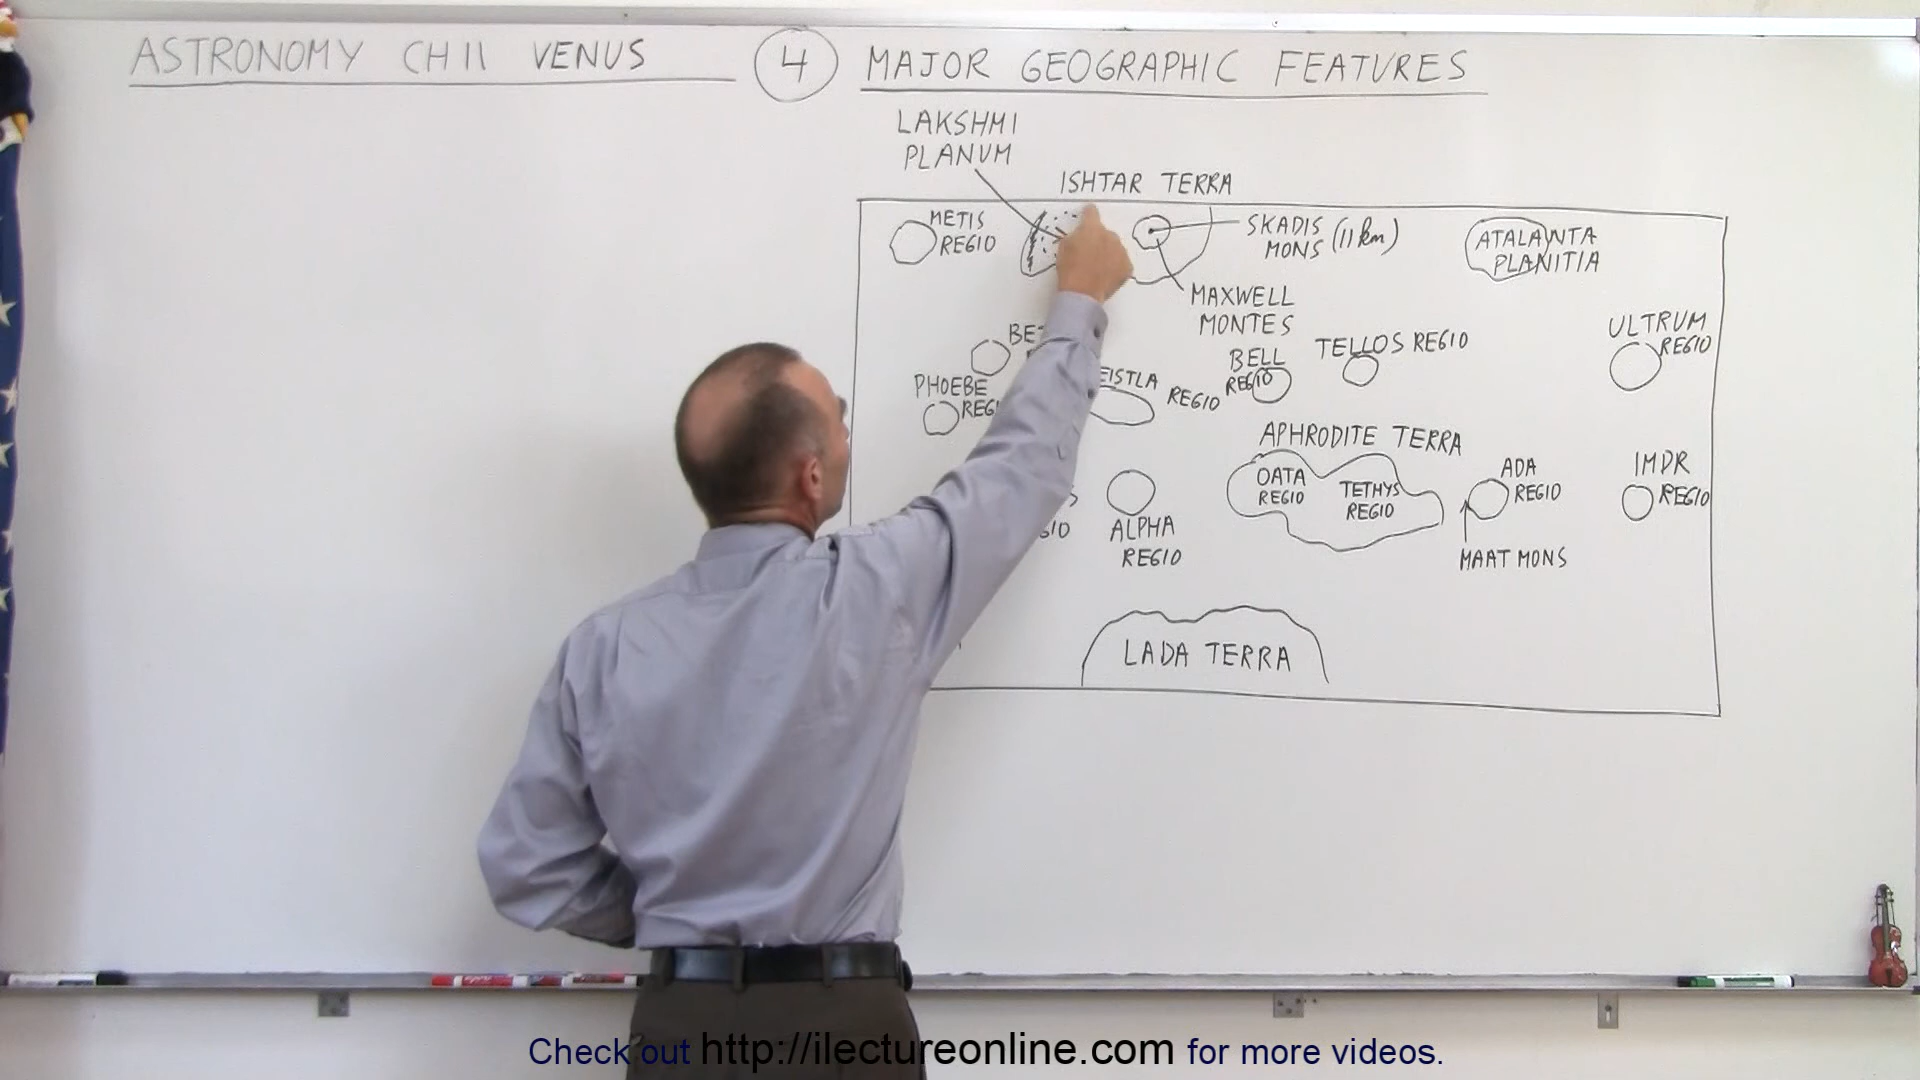 ASTRONOMY CH 11 VENUS
4
MAJOR GEOGRAPHIC FEATURES
LAKSHMI
PLANUM
ISHTAR TERRA
METIS
REGIO
SKADIS
MONS (11 km)
MAXWELL
MONTES
ATALANTA
PLANITIA
PHOEBE
REGIO
BELL
REGIO
TELLOS REGIO
ULTRUM
REGIO
APHRODITE TERRA
OATA
REGIO
TETHYS
REGIO
ADA
REGIO
MAAT MONS
IMDR
REGIO
ALPHA
REGIO
LADA TERRA
Check out http://ilectureonline.com for more videos.